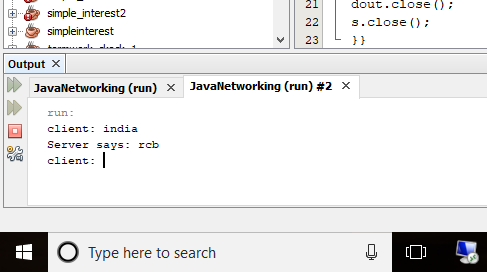 simple_interest2
simpleinterest
21
dout.close();
22
s.close();
23
}}
Output
JavaNetworking (run)
JavaNetworking (run) #2
run:
client: india
Server says: rcb
client:
Type here to search